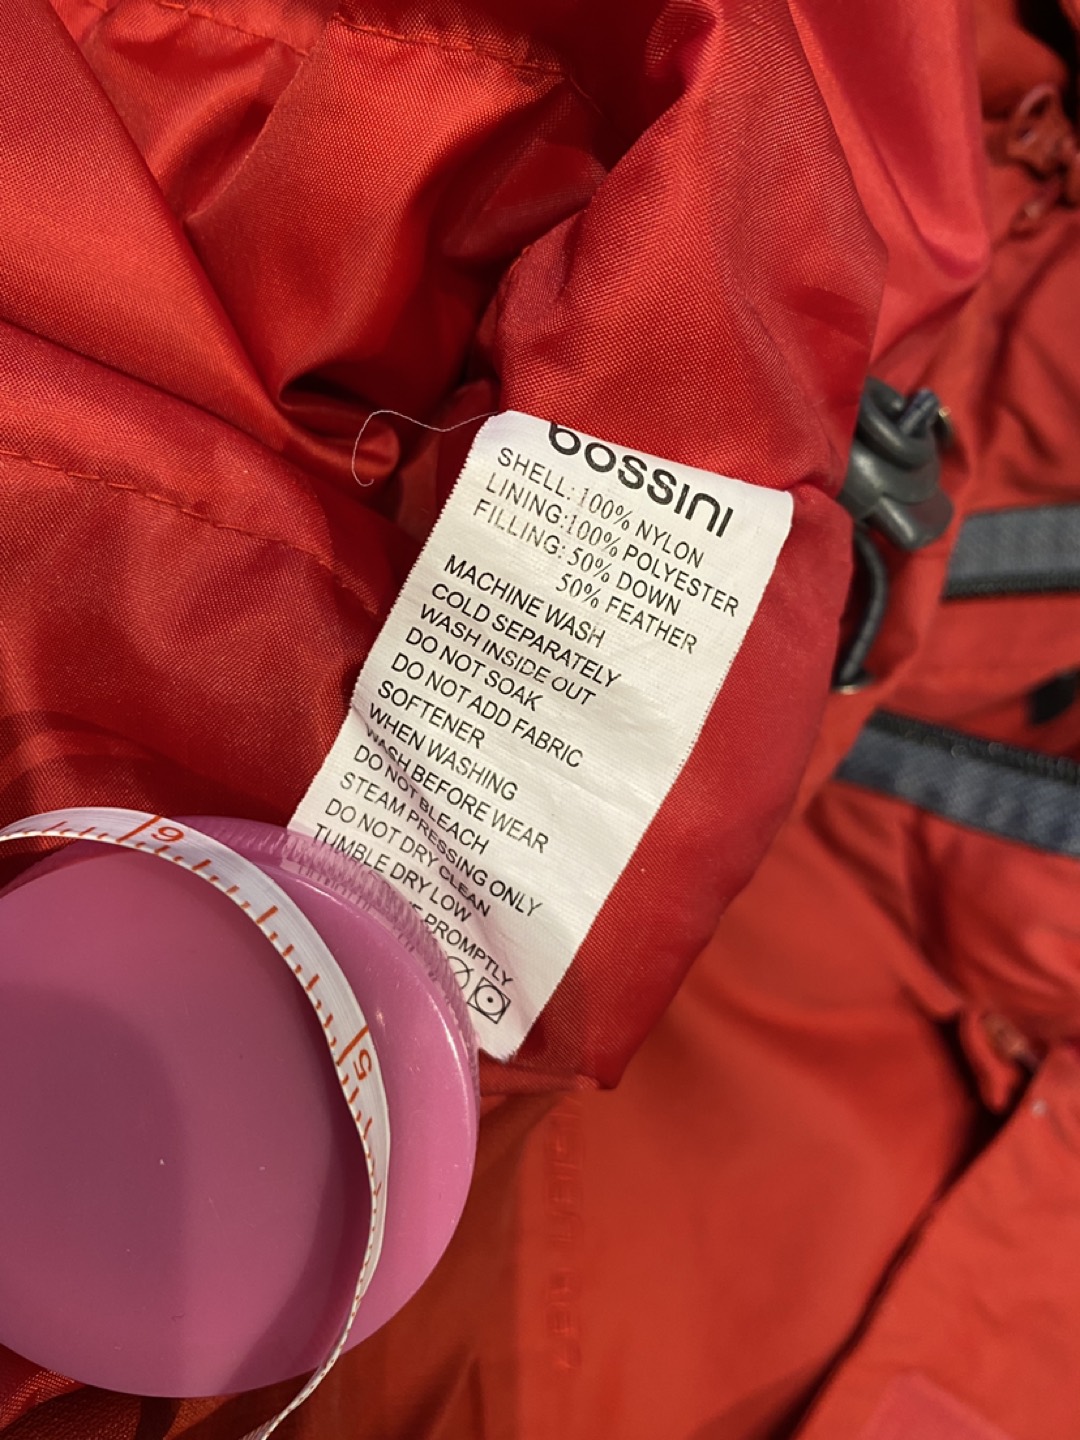 bossini
SHELL: 100% NYLON
LINING:100% POLYESTER
FILLING: 50% DOWN
50% FEATHER
MACHINE WASH
COLD SEPARATELY
WASH INSIDE OUT
DO NOT SOAK
DO NOT ADD FABRIC
SOFTENER
WHEN WASHING
WASH BEFORE WEAR
DO NOT BLEACH
STEAM PRESSING ONLY
DO NOT DRY CLEAN
TUMBLE DRY LOW
PROMPTLY
6
5